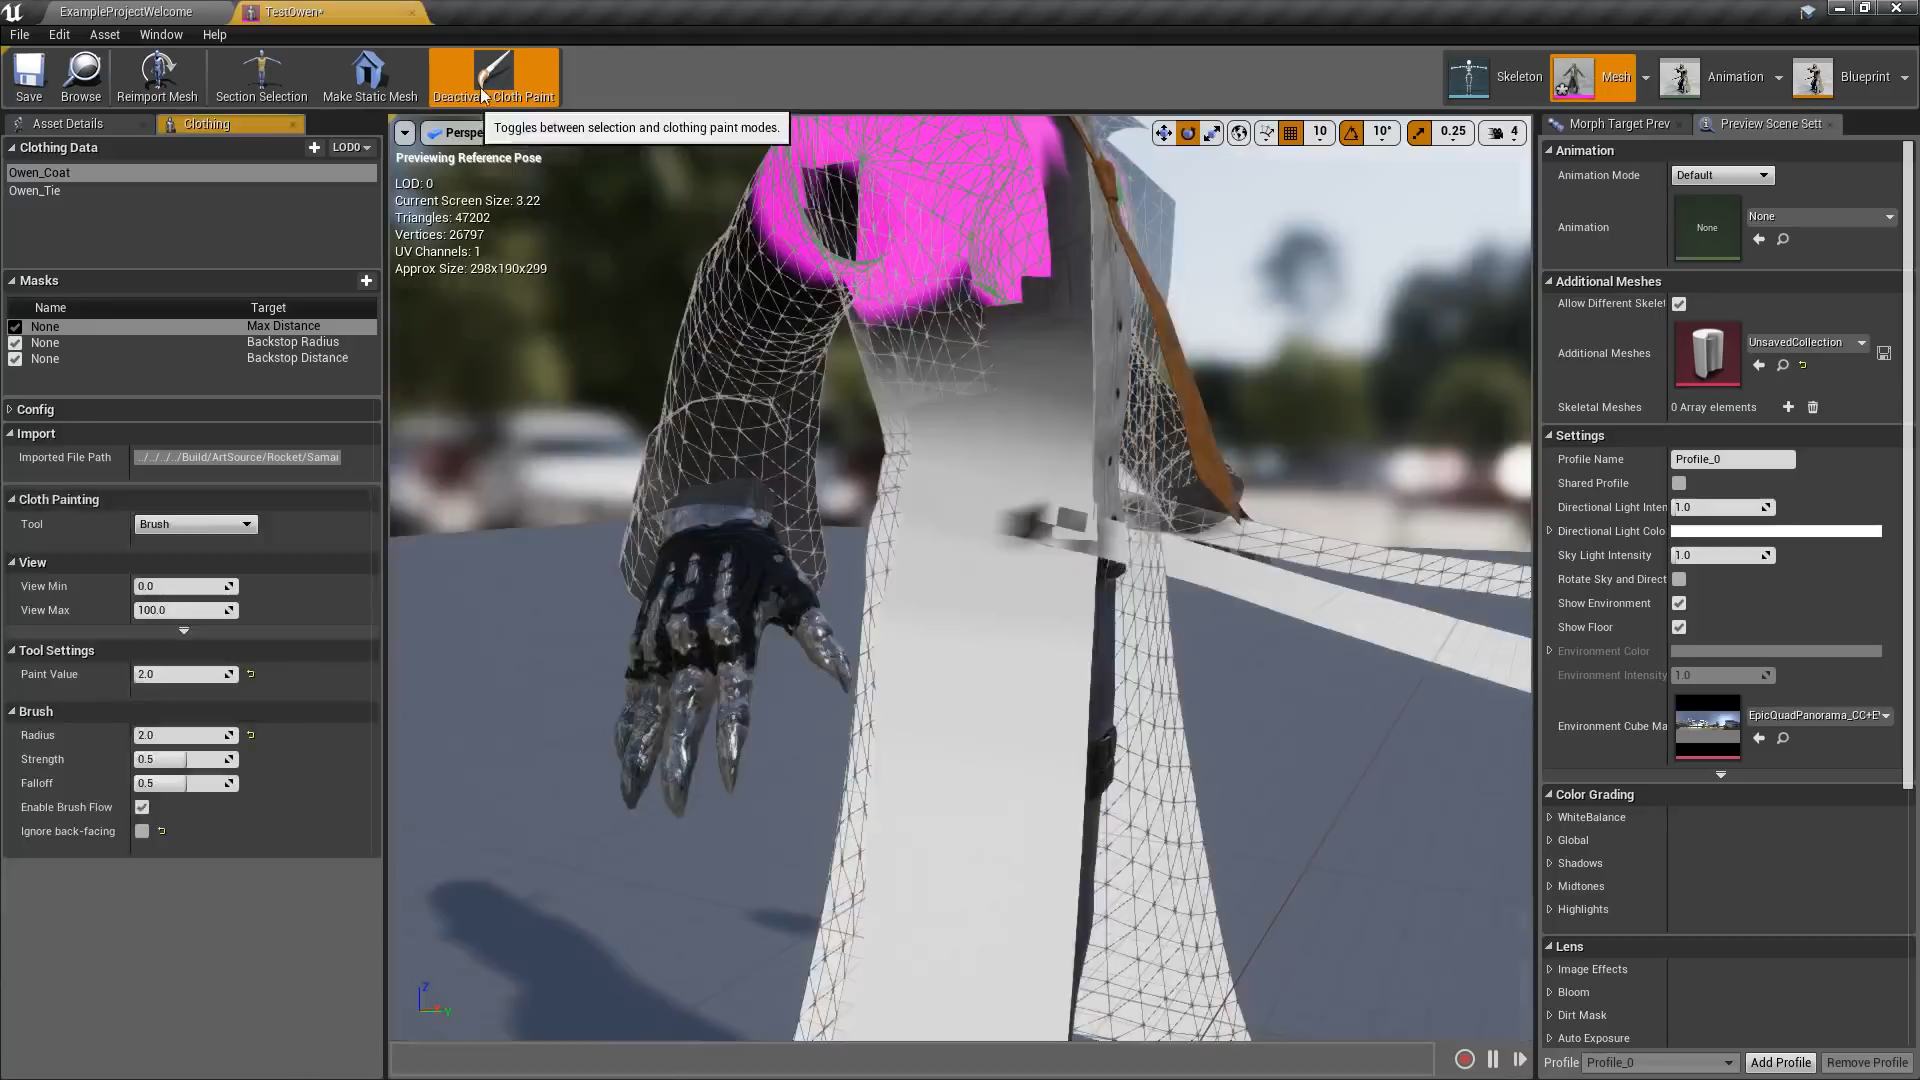 ExampleProjectWelcome
TestOwen*
File Edit Asset Window Help
Save
Browse
Reimport Mesh
Section Selection
Make Static Mesh
Cloth Paint
Skeleton
Mesh
Animation
Blueprint
Toggles between selection and clothing paint modes.
Asset Details
Clothing
Clothing Data
LOD0
Owen_Coat
Owen_Tie
Masks
Name Target
None Max Distance
None Backstop Radius
None Backstop Distance
Config
Import
Imported File Path ../../../../Build/ArtSource/Rocket/Samar
Cloth Painting
Tool Brush
View
View Min 0.0
View Max 100.0
Tool Settings
Paint Value 2.0
Brush
Radius 2.0
Strength 0.5
Falloff 0.5
Enable Brush Flow
Ignore back-facing
Perspe
10 10° 0.25 4
Previewing Reference Pose
LOD: 0
Current Screen Size: 3.22
Triangles: 47202
Vertices: 26797
UV Channels: 1
Approx Size: 298x190x299
Z
Y
Morph Target Prev
Preview Scene Sett
Animation
Animation Mode Default
Animation None None
Additional Meshes
Allow Different Skelet
Additional Meshes UnsavedCollection
Skeletal Meshes 0 Array elements
Settings
Profile Name Profile_0
Shared Profile
Directional Light Inten 1.0
Directional Light Colo
Sky Light Intensity 1.0
Rotate Sky and Direct
Show Environment
Show Floor
Environment Color
Environment Intensity 1.0
Environment Cube Ma EpicQuadPanorama_CC+E
Color Grading
WhiteBalance
Global
Shadows
Midtones
Highlights
Lens
Image Effects
Bloom
Dirt Mask
Auto Exposure
Profile Profile_0 Add Profile Remove Profile